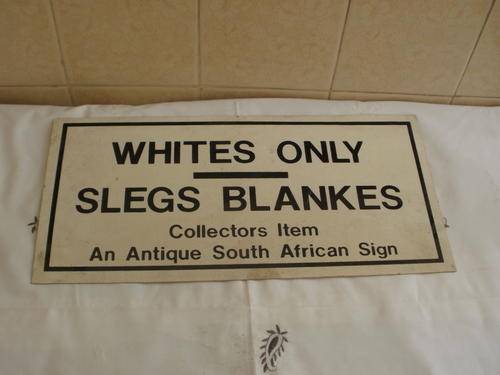 WHITES ONLY
SLEGS BLANKES
Collectors Item
An Antique South African Sign